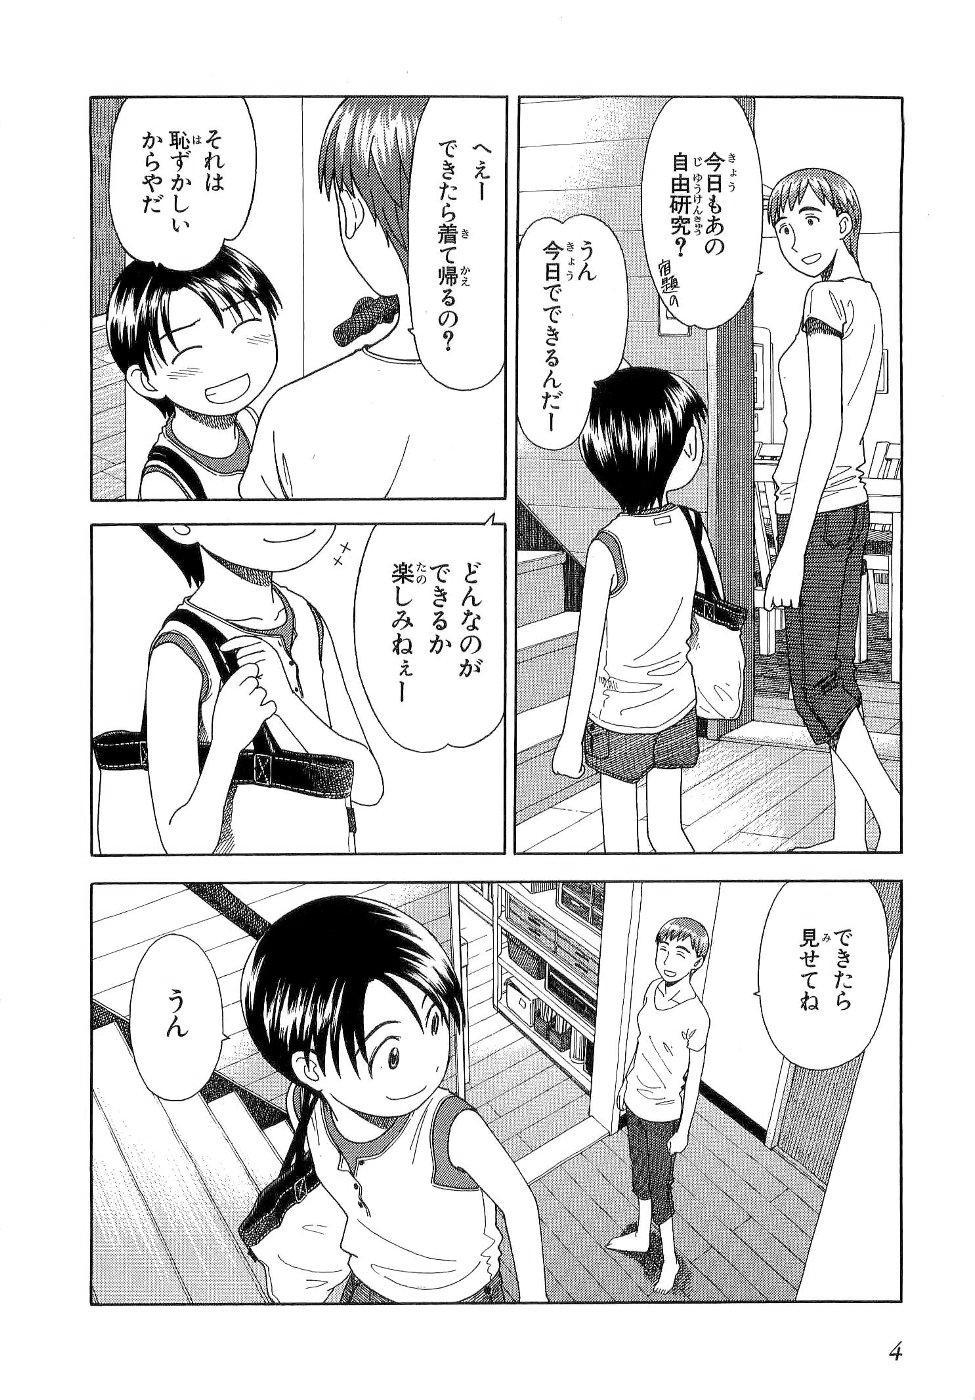 今日もあの
自由研究?
宿題の
うん
今日でできるんだー
へぇー
できたら着て帰るの?
それは
恥ずかしい
からやだ
どんなのが
できるか
楽しみねぇー
できたら
見せてね
うん
4